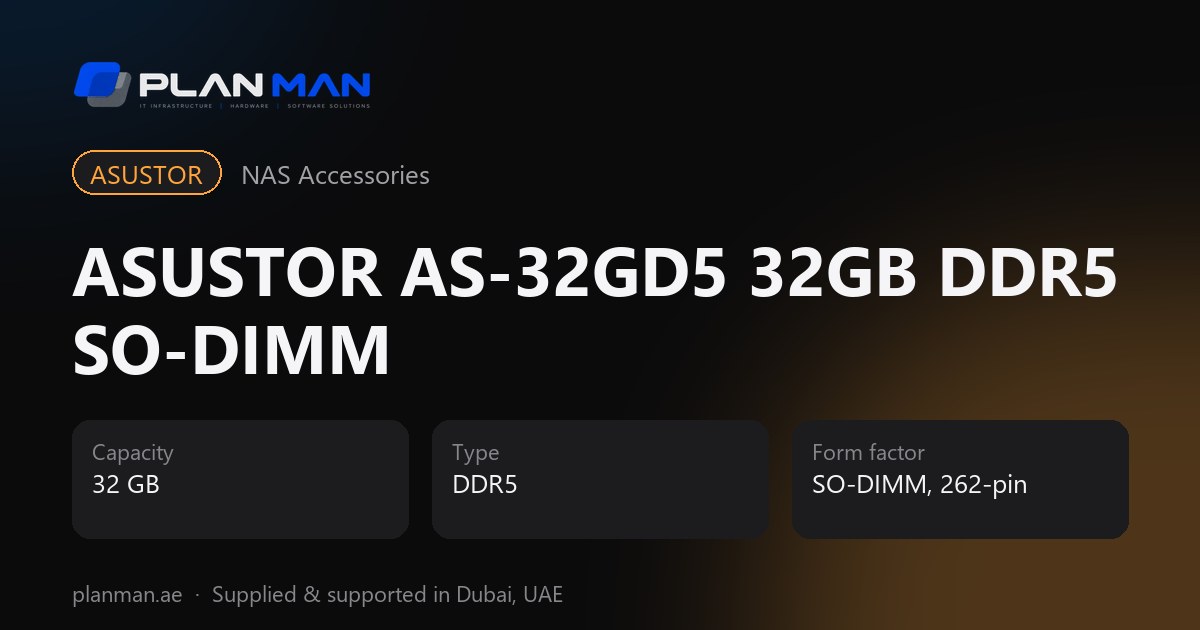 PLAN MAN
IT INFRASTRUCTURE | HARDWARE | SOFTWARE SOLUTIONS
ASUSTOR NAS Accessories
ASUSTOR AS-32GD5 32GB DDR5
SO-DIMM
Capacity
32 GB
Type
DDR5
Form factor
SO-DIMM, 262-pin
planman.ae · Supplied & supported in Dubai, UAE